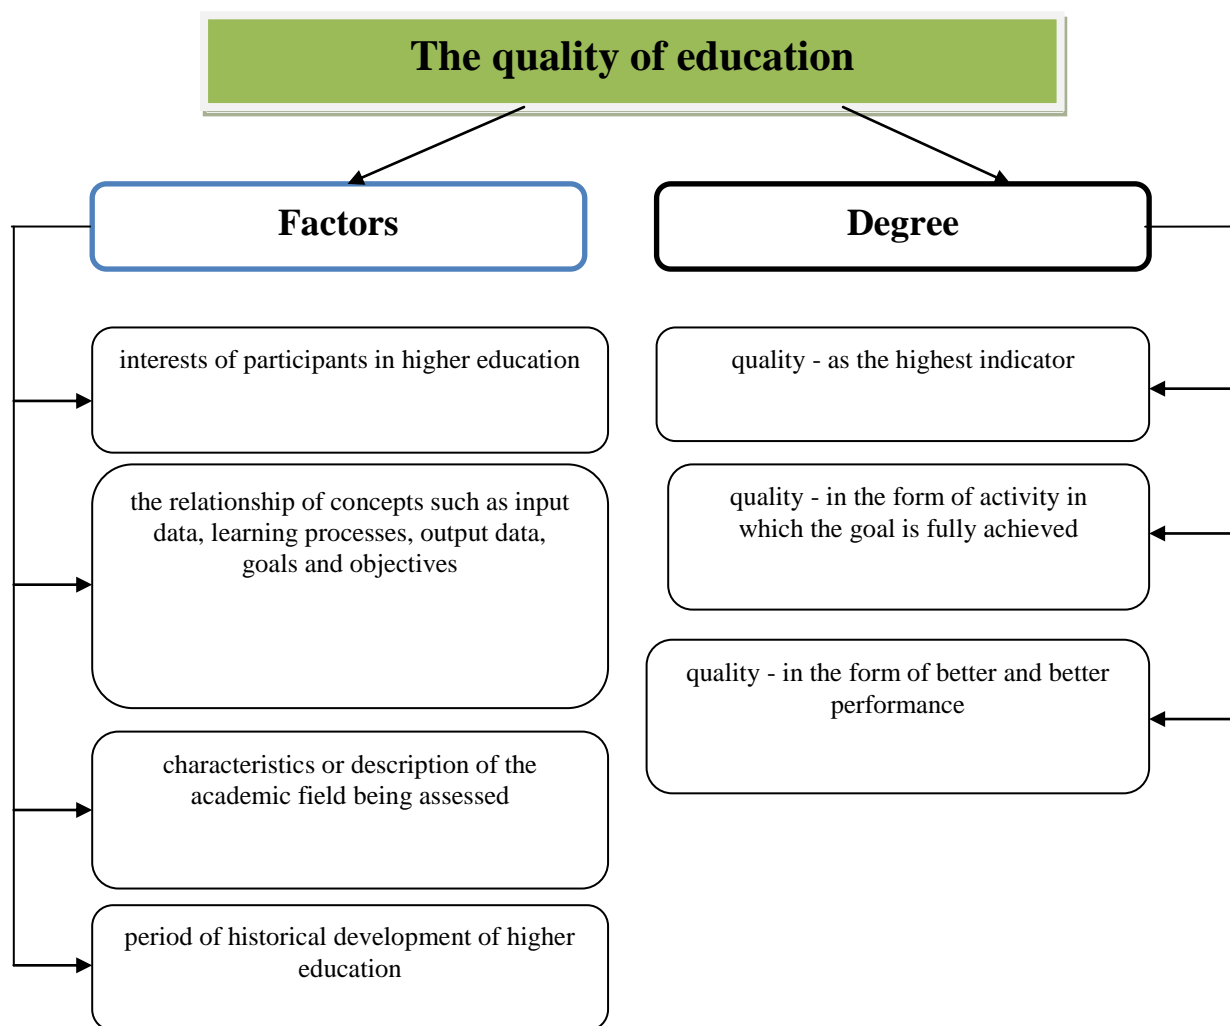 The quality of education
Factors
Degree
interests of participants in higher education
the relationship of concepts such as input
data, learning processes, output data,
goals and objectives
characteristics or description of the
academic field being assessed
period of historical development of higher
education
quality - as the highest indicator
quality - in the form of activity in
which the goal is fully achieved
quality - in the form of better and better
performance